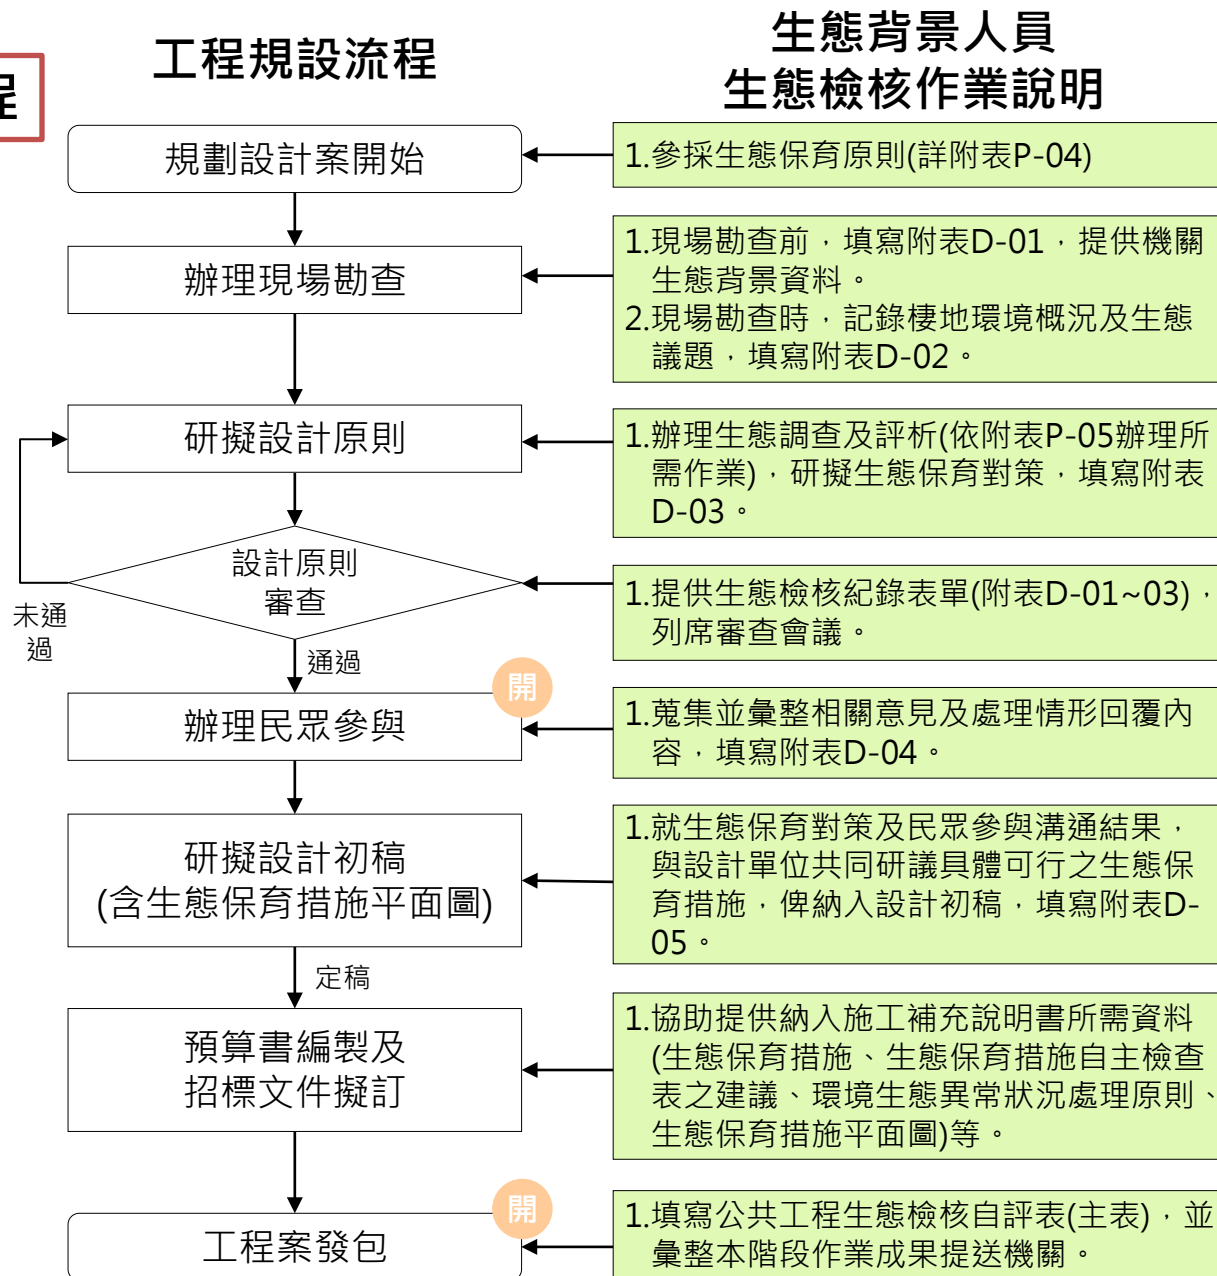 程
工程規設流程
生態背景人員
生態檢核作業說明
規劃設計案開始
1.參採生態保育原則(詳附表P-04)
辦理現場勘查
1.現場勘查前，填寫附表D-01，提供機關
生態背景資料。
2.現場勘查時，記錄棲地環境概況及生態
議題，填寫附表D-02。
研擬設計原則
1.辦理生態調查及評析(依附表P-05辦理所
需作業)，研擬生態保育對策，填寫附表
D-03。
設計原則
審查
未通
過
通過
1.提供生態檢核紀錄表單(附表D-01~03)，
列席審查會議。
開
辦理民眾參與
1.蒐集並彙整相關意見及處理情形回覆內
容，填寫附表D-04。
研擬設計初稿
(含生態保育措施平面圖)
1.就生態保育對策及民眾參與溝通結果，
與設計單位共同研議具體可行之生態保
育措施，俾納入設計初稿，填寫附表D-
05。
定稿
預算書編製及
招標文件擬訂
1.協助提供納入施工補充說明書所需資料
(生態保育措施、生態保育措施自主檢查
表之建議、環境生態異常狀況處理原則、
生態保育措施平面圖)等。
開
工程案發包
1.填寫公共工程生態檢核自評表(主表)，並
彙整本階段作業成果提送機關。